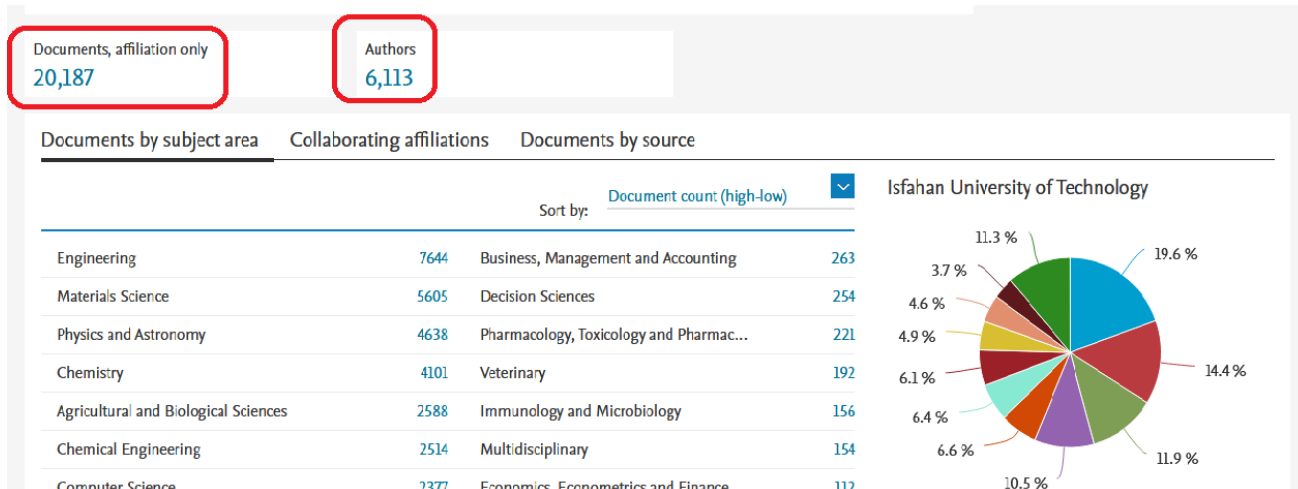 Documents, affiliation only
20,187
Authors
6,113
Documents by subject area Collaborating affiliations Documents by source
Sort by: Document count (high-low)
Engineering 7644 Business, Management and Accounting 263
Materials Science 5605 Decision Sciences 254
Physics and Astronomy 4638 Pharmacology, Toxicology and Pharmac... 221
Chemistry 4101 Veterinary 192
Agricultural and Biological Sciences 2588 Immunology and Microbiology 156
Chemical Engineering 2514 Multidisciplinary 154
Computer Science 2377 Economics, Econometrics and Finance 112
Isfahan University of Technology
11.3 %
19.6 %
3.7 %
4.6 %
4.9 %
14.4 %
6.1 %
6.4 %
6.6 %
11.9 %
10.5 %